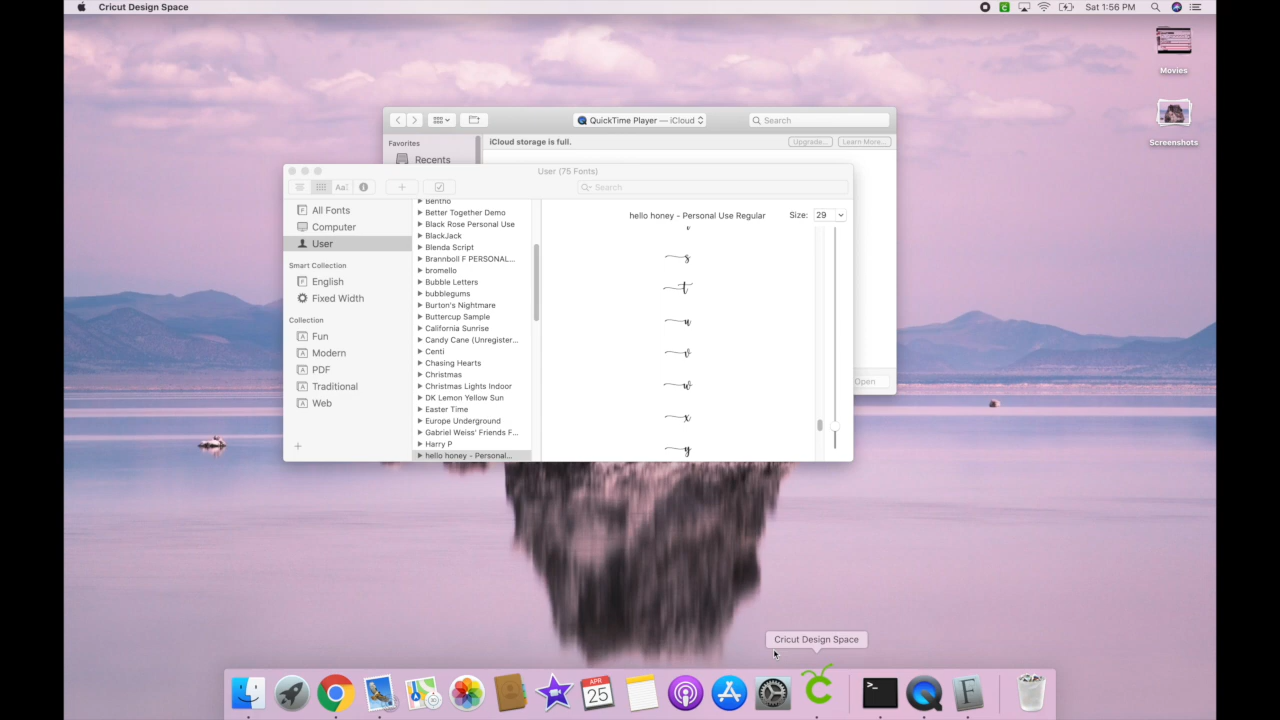 Cricut Design Space
Sat 1:56 PM
Movies
Screenshots
QuickTime Player — iCloud
Search
Favorites
Recents
iCloud storage is full.
Upgrade...
Learn More...
User (75 Fonts)
Search
All Fonts
Computer
User
Smart Collection
English
Fixed Width
Collection
Fun
Modern
PDF
Traditional
Web
Bentho
Better Together Demo
Black Rose Personal Use
BlackJack
Blenda Script
Brannboll F PERSONAL...
bromello
Bubble Letters
bubblegums
Burton's Nightmare
Buttercup Sample
California Sunrise
Candy Cane (Unregister...
Centi
Chasing Hearts
Christmas
Christmas Lights Indoor
DK Lemon Yellow Sun
Easter Time
Europe Underground
Gabriel Weiss' Friends F...
Harry P
hello honey - Personal...
hello honey - Personal Use Regular
Size: 29
s
t
u
v
w
x
y
Open
Cricut Design Space
APR
25